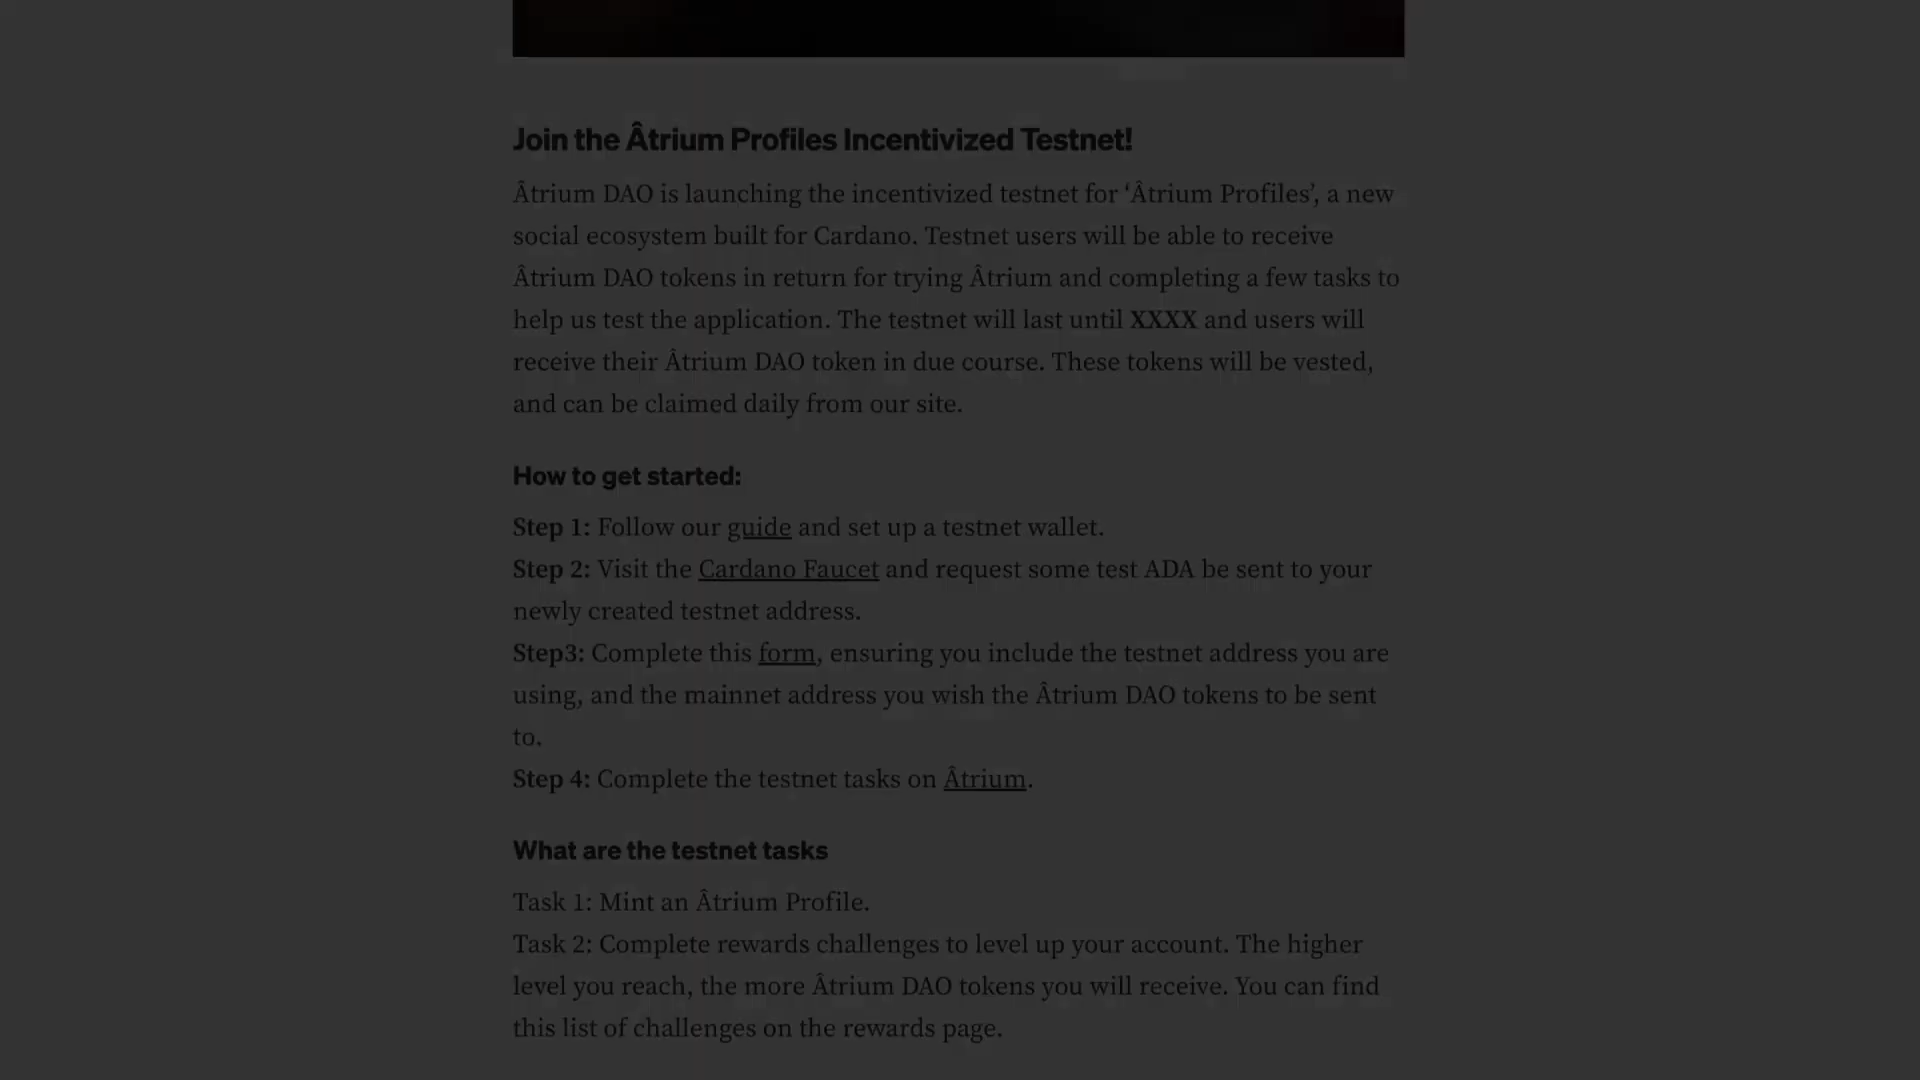 Join the Âtrium Profiles Incentivized Testnet!
Âtrium DAO is launching the incentivized testnet for ‘Âtrium Profiles’, a new
social ecosystem built for Cardano. Testnet users will be able to receive
Âtrium DAO tokens in return for trying Âtrium and completing a few tasks to
help us test the application. The testnet will last until XXXX and users will
receive their Âtrium DAO token in due course. These tokens will be vested,
and can be claimed daily from our site.
How to get started:
Step 1: Follow our guide and set up a testnet wallet.
Step 2: Visit the Cardano Faucet and request some test ADA be sent to your
newly created testnet address.
Step3: Complete this form, ensuring you include the testnet address you are
using, and the mainnet address you wish the Âtrium DAO tokens to be sent
to.
Step 4: Complete the testnet tasks on Âtrium.
What are the testnet tasks
Task 1: Mint an Âtrium Profile.
Task 2: Complete rewards challenges to level up your account. The higher
level you reach, the more Âtrium DAO tokens you will receive. You can find
this list of challenges on the rewards page.